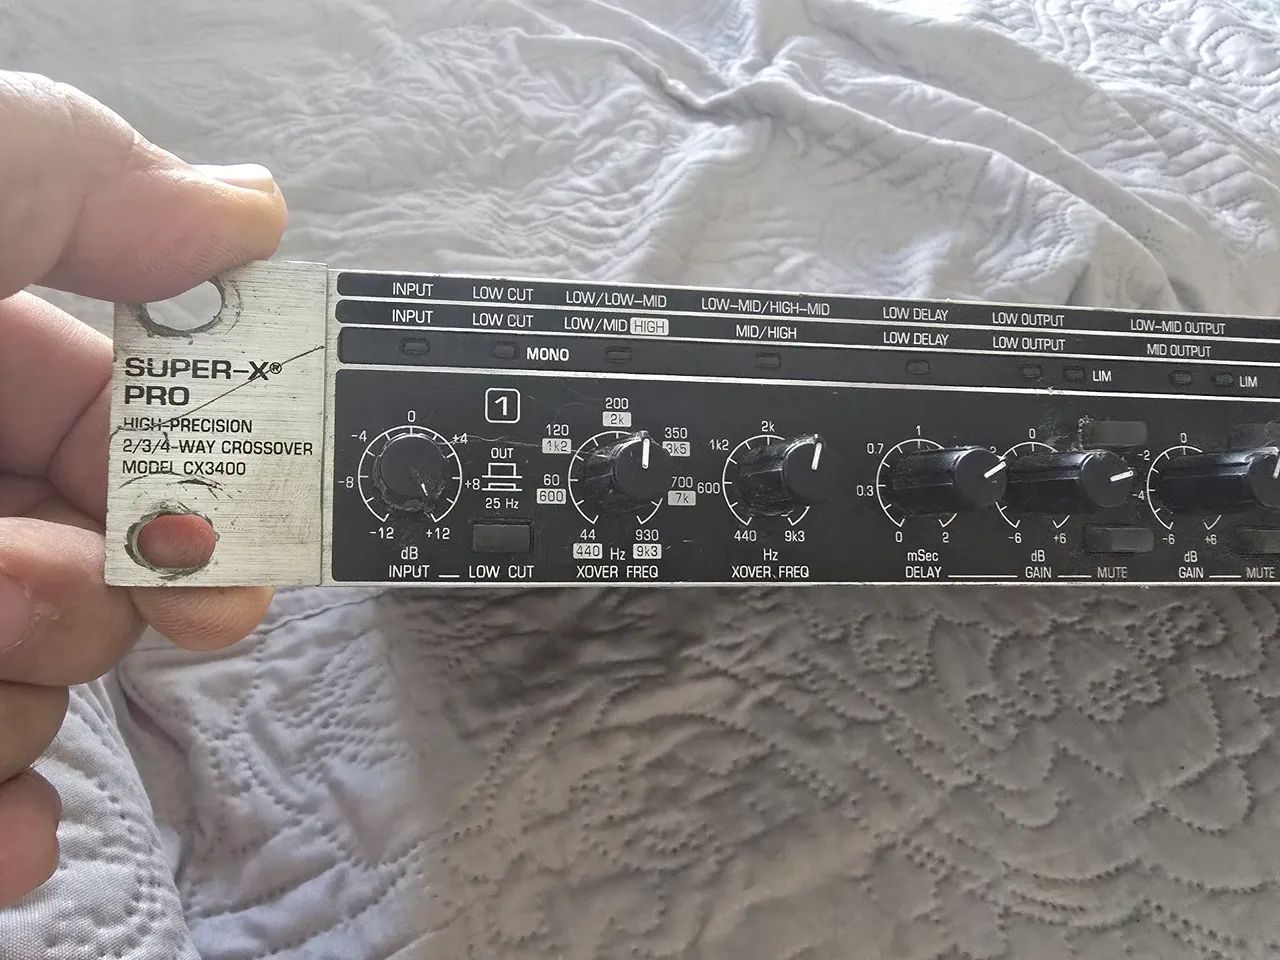 SUPER-X®
PRO
HIGH-PRECISION
2/3/4-WAY CROSSOVER
MODEL CX3400
INPUT LOW CUT LOW/LOW-MID LOW-MID/HIGH-MID LOW DELAY LOW OUTPUT LOW-MID OUTPUT
INPUT LOW CUT LOW/MID HIGH MID/HIGH LOW DELAY LOW OUTPUT MID OUTPUT
MONO LIM LIM
1
-4 0 +4
-8 +8
-12 +12
dB
INPUT
OUT
25 Hz
LOW CUT
200
2k
120 350
1k2 3k5
60 700
600 7k
44 930
440 Hz 9k3
XOVER FREQ
2k
1k2
600
440 9k3
Hz
XOVER FREQ
1
0.7
0.3
0 2
mSec
DELAY
0
-6 +6
dB
GAIN
MUTE
0
-2
-4
-6 +6
dB
GAIN
MUTE